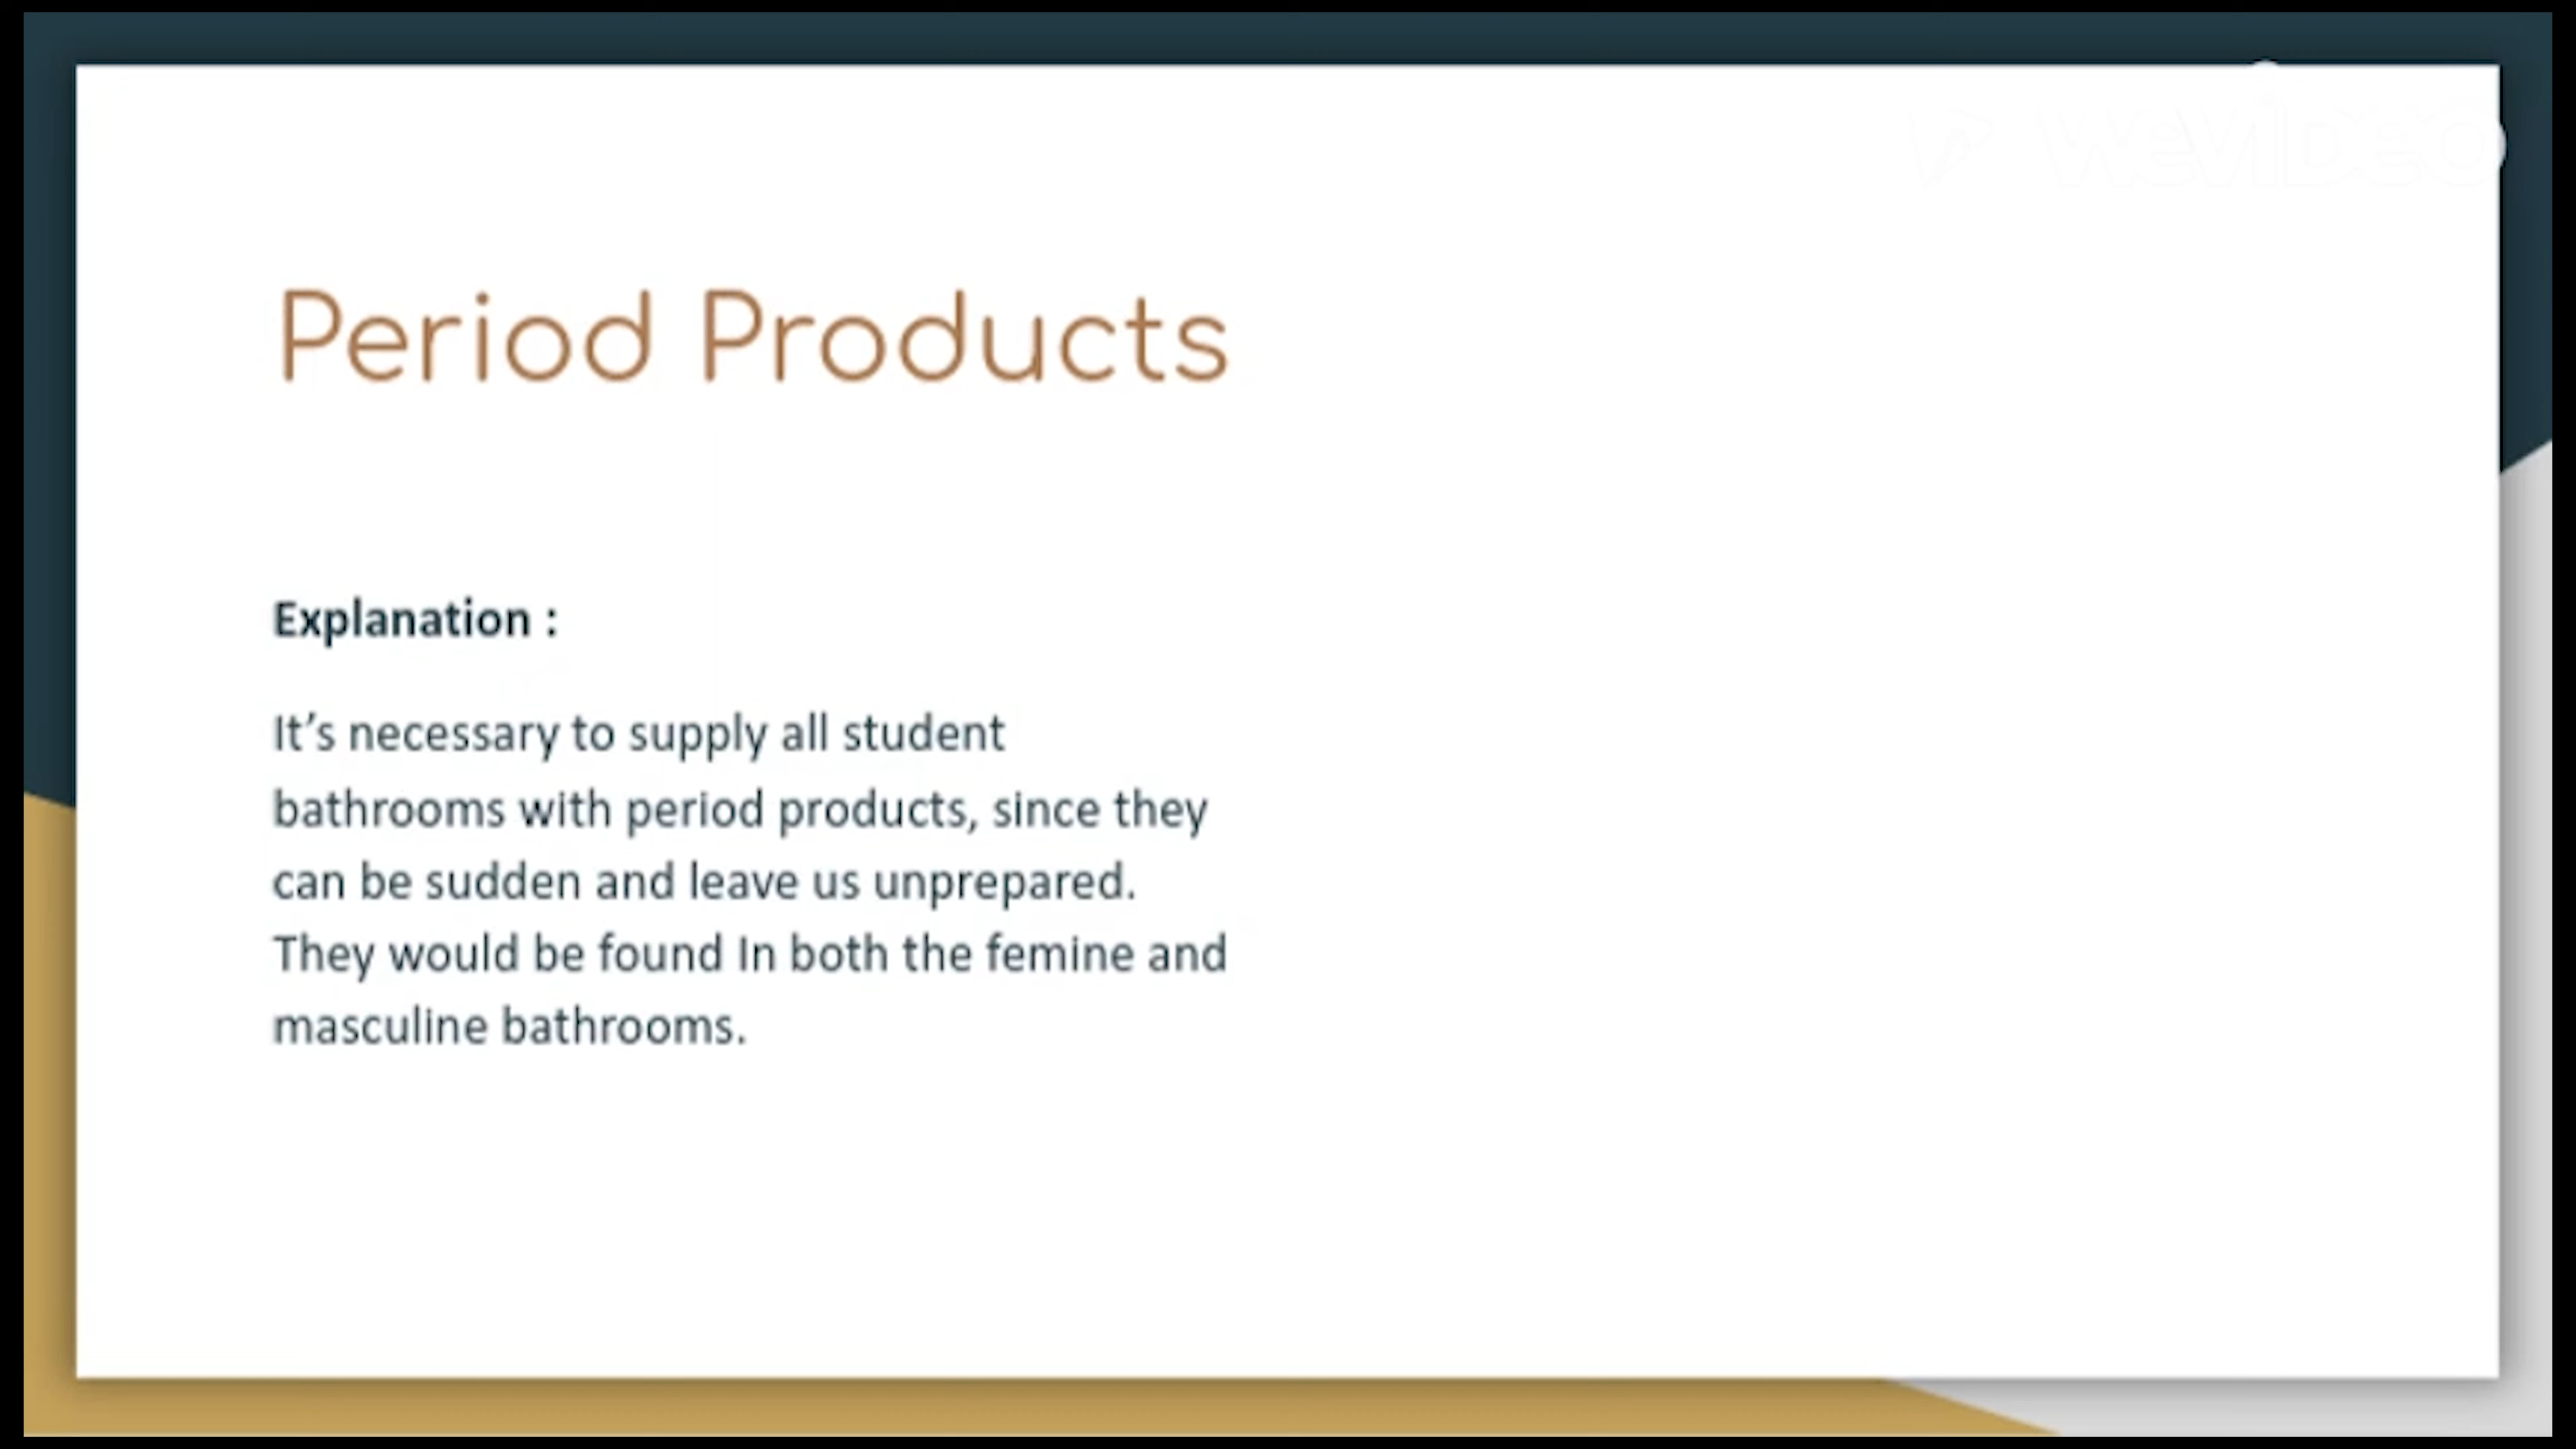 WeVideo
Period Products
Explanation :
It’s necessary to supply all student
bathrooms with period products, since they
can be sudden and leave us unprepared.
They would be found In both the femine and
masculine bathrooms.